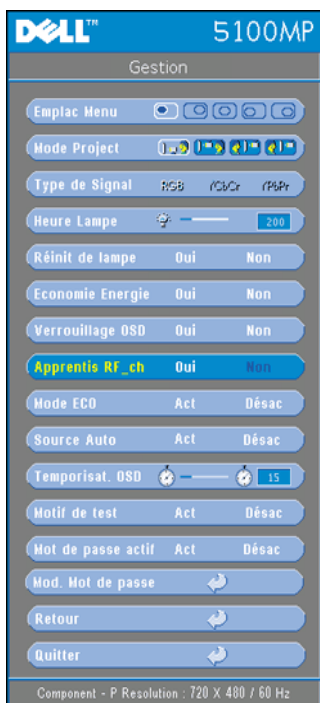 DELL™ 5100MP
Gestion
Emplac Menu
Mode Project
Type de Signal RGB /CbCr /PbPr
Heure Lampe 200
Réinit de lampe Oui Non
Economie Energie Oui Non
Verrouillage OSD Oui Non
Apprentis RF_ch Oui Non
Mode ECO Act Désac
Source Auto Act Désac
Temporisat. OSD 15
Motif de test Act Désac
Mot de passe actif Act Désac
Mod. Mot de passe
Retour
Quitter
Component - P Resolution : 720 X 480 / 60 Hz